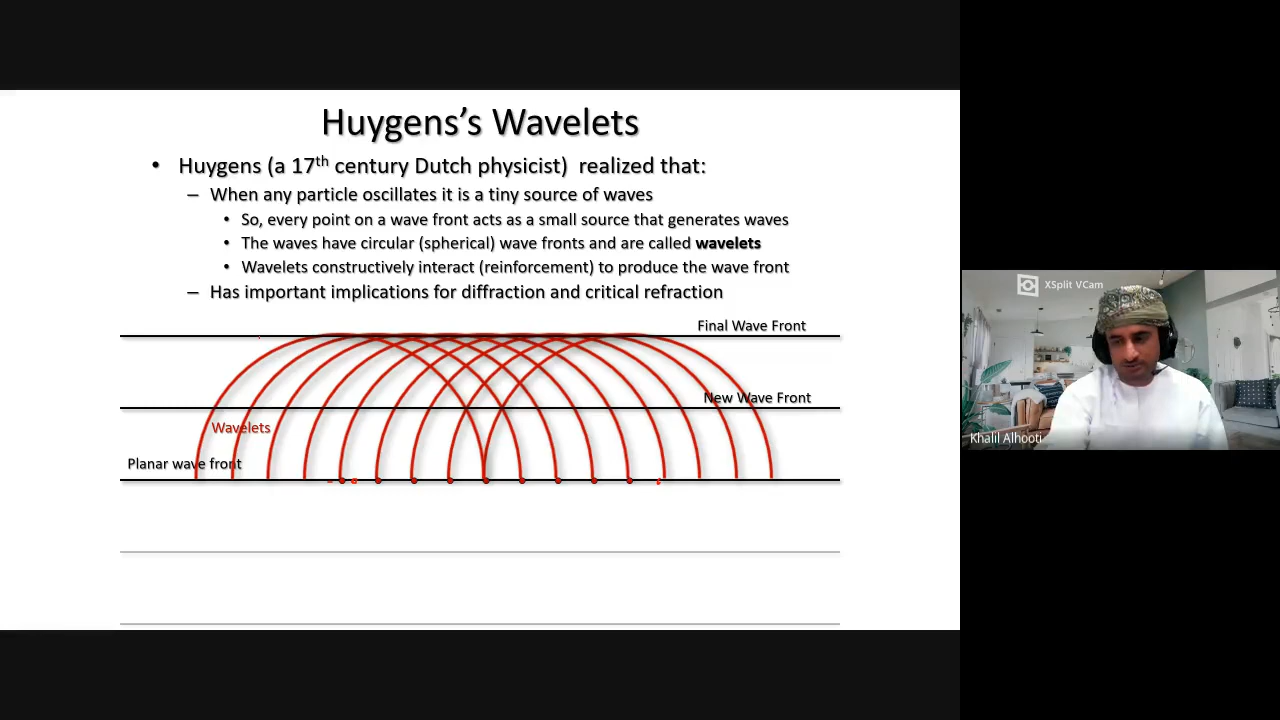 Huygens's Wavelets
• Huygens (a 17th century Dutch physicist) realized that:
– When any particle oscillates it is a tiny source of waves
• So, every point on a wave front acts as a small source that generates waves
• The waves have circular (spherical) wave fronts and are called wavelets
• Wavelets constructively interact (reinforcement) to produce the wave front
– Has important implications for diffraction and critical refraction
Final Wave Front
New Wave Front
Wavelets
Planar wave front
XSplit VCam
Khalil Alhooti